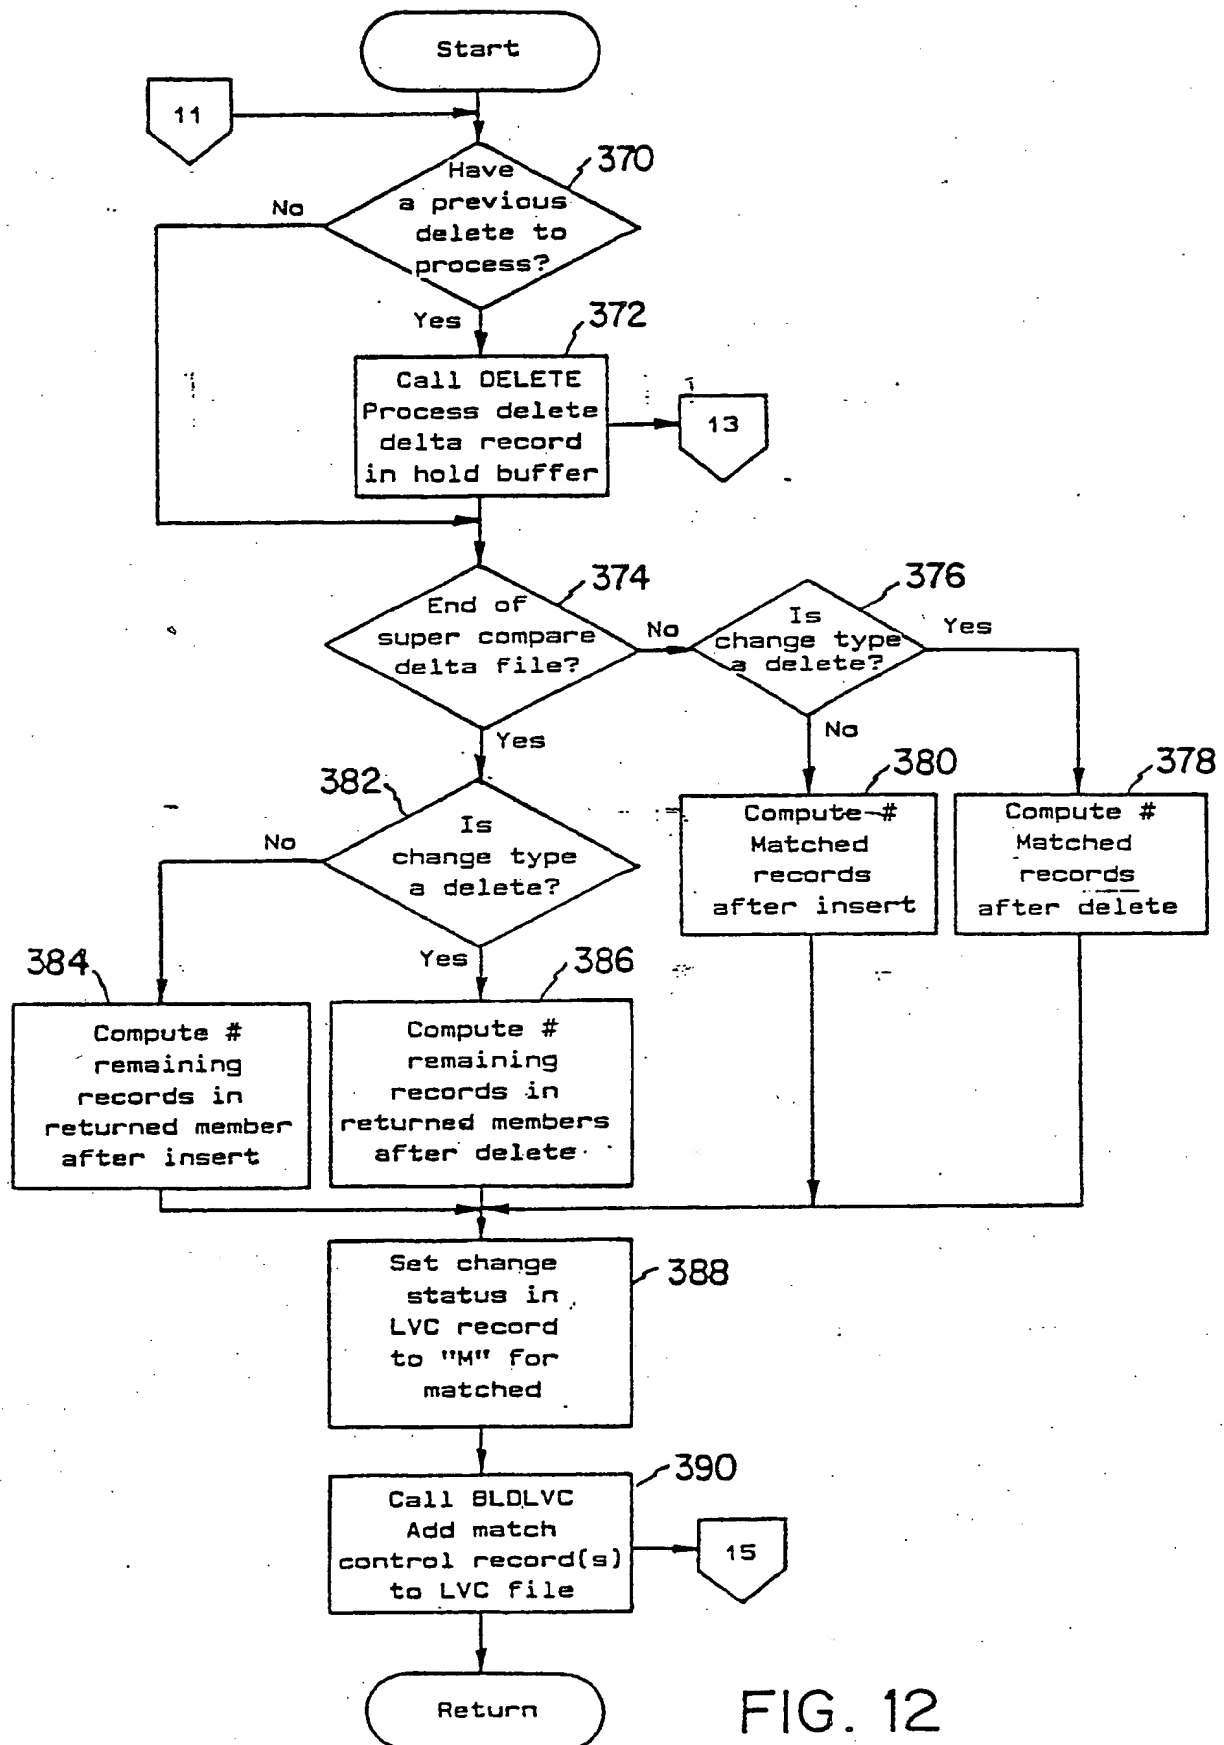 Start
11
370
Have
a previous
delete to
process?
No
Yes
372
Call DELETE
Process delete
delta record
in hold buffer
13
374
End of
super compare
delta file?
No
376
Is
change type
a delete?
Yes
No
Yes
382
Is
change type
a delete?
No
Yes
380
Compute #
Matched
records
after insert
378
Compute #
Matched
records
after delete
384
Compute #
remaining
records in
returned member
after insert
386
Compute #
remaining
records in
returned members
after delete
388
Set change
status in
LVC record
to "M" for
matched
390
Call BLDLVC
Add match
control record(s)
to LVC file
15
Return
FIG. 12